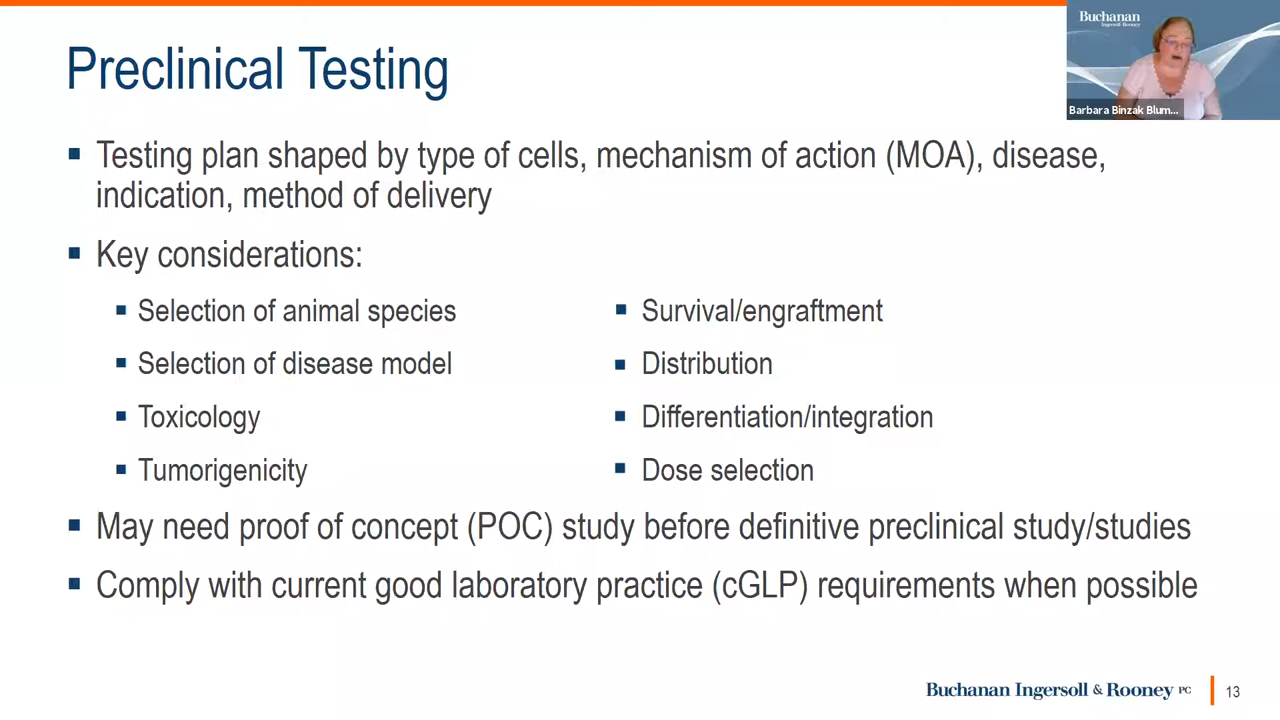 Buchanan
Ingersoll & Rooney
Barbara Binzak Blum...
Preclinical Testing
▪ Testing plan shaped by type of cells, mechanism of action (MOA), disease,
indication, method of delivery
▪ Key considerations:
▪ Selection of animal species
▪ Selection of disease model
▪ Toxicology
▪ Tumorigenicity
▪ Survival/engraftment
▪ Distribution
▪ Differentiation/integration
▪ Dose selection
▪ May need proof of concept (POC) study before definitive preclinical study/studies
▪ Comply with current good laboratory practice (cGLP) requirements when possible
Buchanan Ingersoll & Rooney PC
13